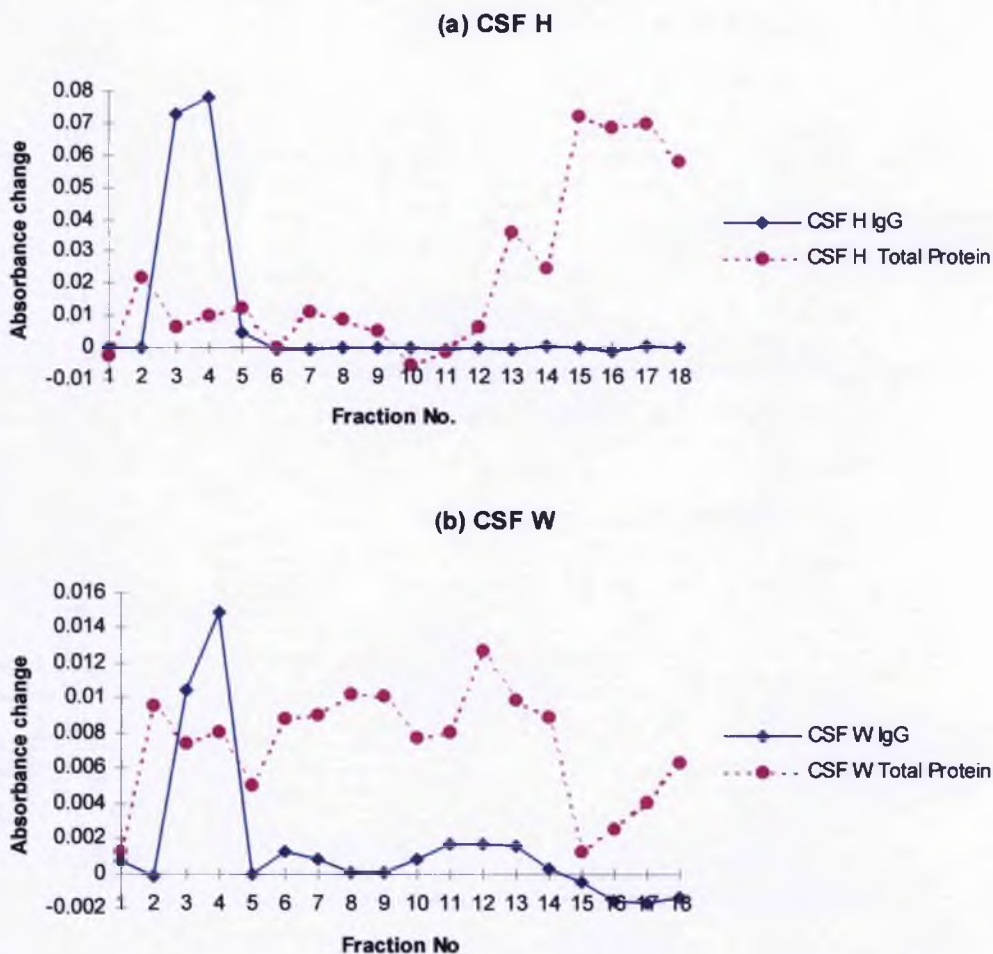 (a) CSF H
0.08
0.07
0.06
0.05
0.04
0.03
0.02
0.01
0
-0.01
Absorbance change
1 2 3 4 5 6 7 8 9 10 11 12 13 14 15 16 17 18
Fraction No.
CSF H IgG
CSF H Total Protein
(b) CSF W
0.016
0.014
0.012
0.01
0.008
0.006
0.004
0.002
0
-0.002
Absorbance change
1 2 3 4 5 6 7 8 9 10 11 12 13 14 15 16 17 18
Fraction No
CSF W IgG
CSF W Total Protein